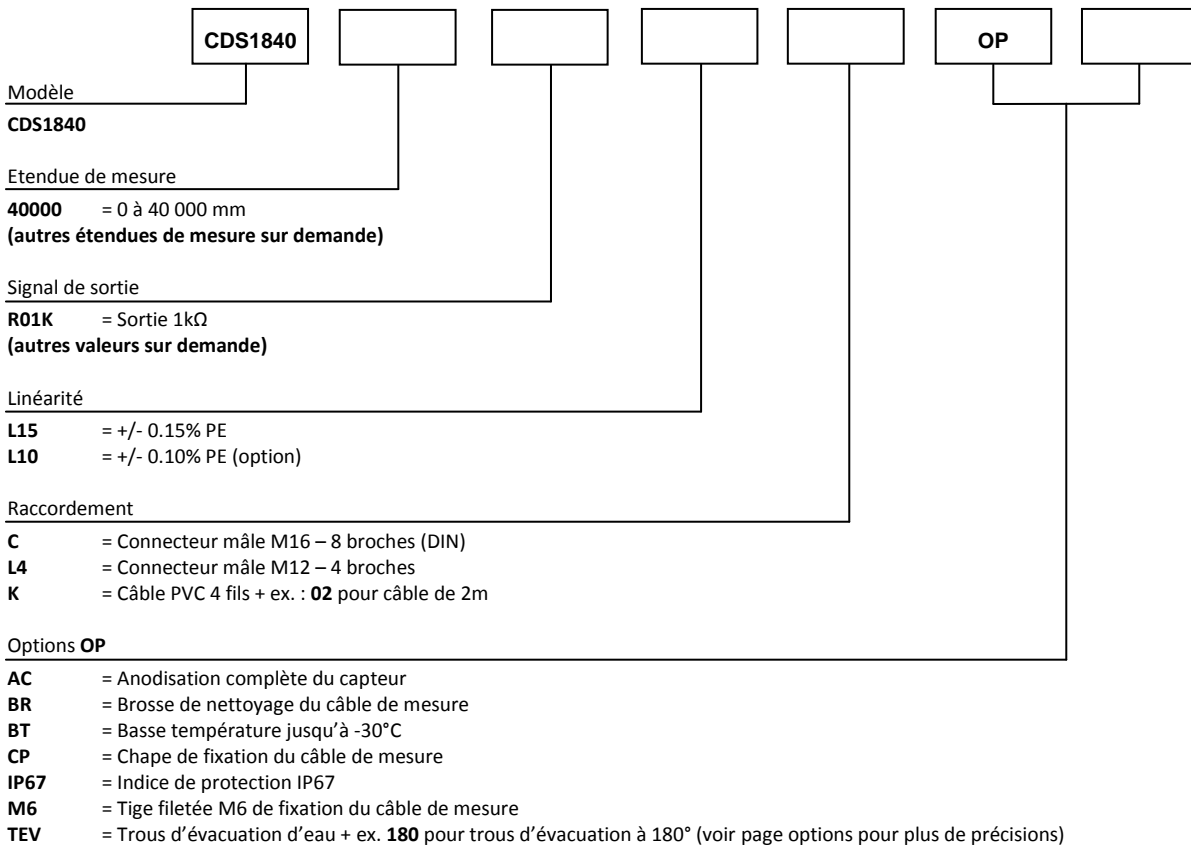 CDS1840 OP
Modèle
CDS1840
Etendue de mesure
40000 = 0 à 40 000 mm
(autres étendues de mesure sur demande)
Signal de sortie
R01K = Sortie 1kΩ
(autres valeurs sur demande)
Linéarité
L15 = +/- 0.15% PE
L10 = +/- 0.10% PE (option)
Raccordement
C = Connecteur mâle M16 – 8 broches (DIN)
L4 = Connecteur mâle M12 – 4 broches
K = Câble PVC 4 fils + ex. : 02 pour câble de 2m
Options OP
AC = Anodisation complète du capteur
BR = Brosse de nettoyage du câble de mesure
BT = Basse température jusqu’à -30°C
CP = Chape de fixation du câble de mesure
IP67 = Indice de protection IP67
M6 = Tige filetée M6 de fixation du câble de mesure
TEV = Trous d’évacuation d’eau + ex. 180 pour trous d’évacuation à 180° (voir page options pour plus de précisions)